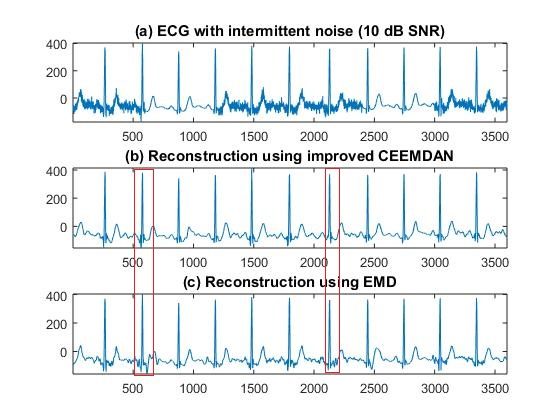 (a) ECG with intermittent noise (10 dB SNR)
400
200
0
500 1000 1500 2000 2500 3000 3500
(b) Reconstruction using improved CEEMDAN
400
200
0
500 1000 1500 2000 2500 3000 3500
(c) Reconstruction using EMD
400
200
0
500 1000 1500 2000 2500 3000 3500